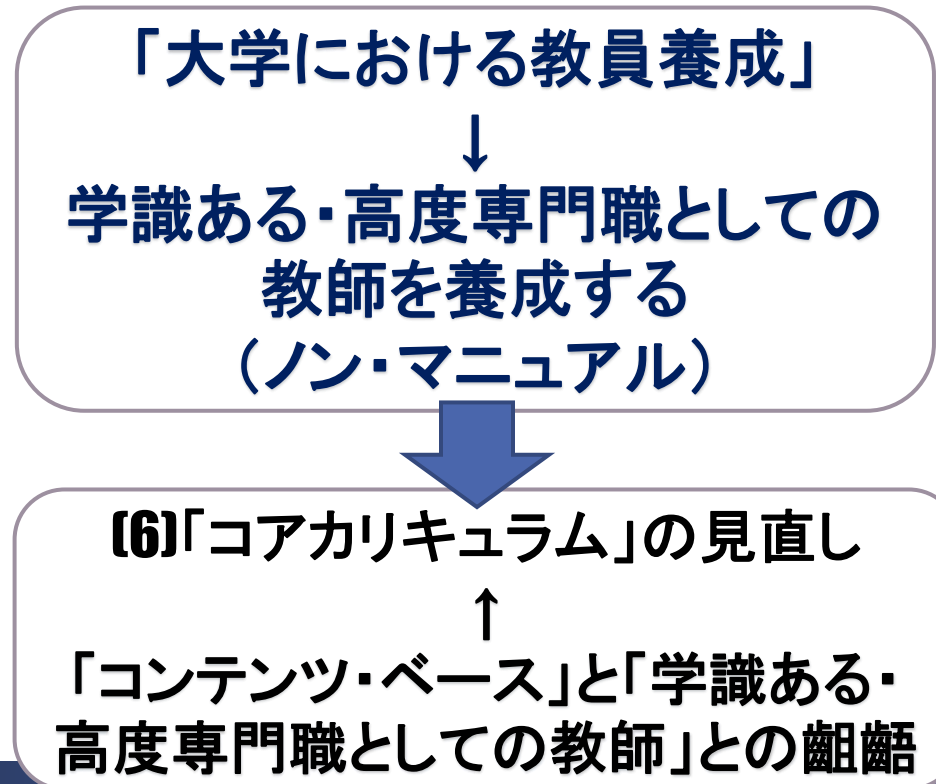 「大学における教員養成」
↓
学識ある・高度専門職としての
教師を養成する
（ノン・マニュアル）
(6)「コアカリキュラム」の見直し
↑
「コンテンツ・ベース」と「学識ある・
高度専門職としての教師」との齟齬